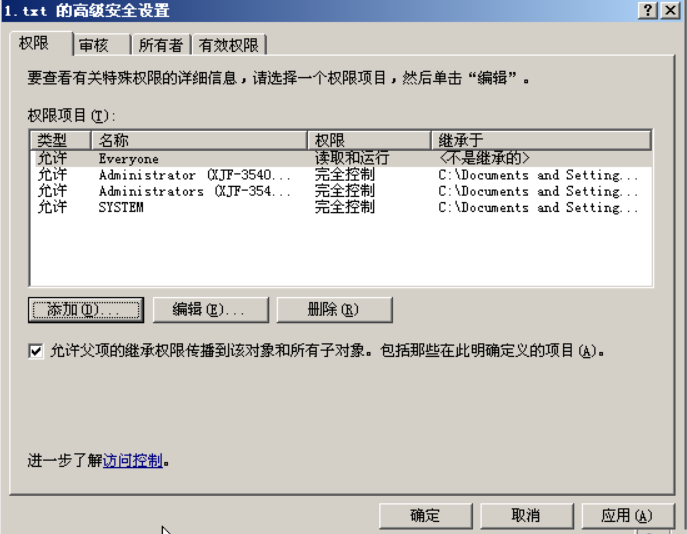 1.txt 的高级安全设置
权限 审核 所有者 有效权限
要查看有关特殊权限的详细信息，请选择一个权限项目，然后单击“编辑”。
权限项目(T):
类型 名称 权限 继承于
允许 Everyone 读取和运行 <不是继承的>
允许 Administrator (XJF-3540... 完全控制 C:\Documents and Setting...
允许 Administrators (XJF-354... 完全控制 C:\Documents and Setting...
允许 SYSTEM 完全控制 C:\Documents and Setting...
添加(D)... 编辑(E)... 删除(R)
允许父项的继承权限传播到该对象和所有子对象。包括那些在此明确定义的项目(A)。
进一步了解访问控制。
确定 取消 应用(A)